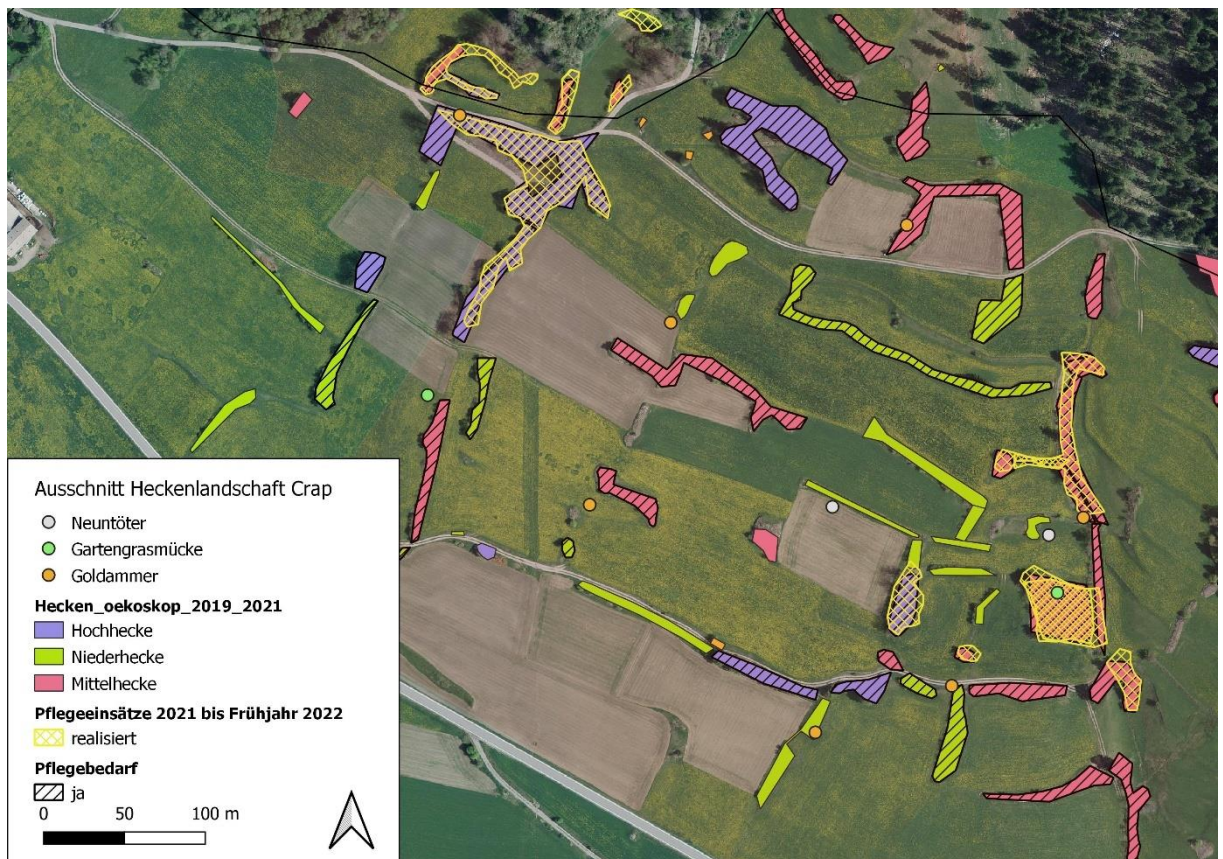 Ausschnitt Heckenlandschaft Crap
Neuntöter
Gartengrasmücke
Goldammer
Hecken_oekoskop_2019_2021
Hochhecke
Niederhecke
Mittelhecke
Pflegeeinsätze 2021 bis Frühjahr 2022
realisiert
Pflegebedarf
ja
0 50 100 m